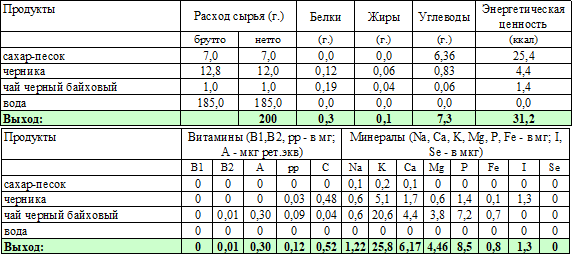 Продукты Расход сырья (г.) Белки Жиры Углеводы Энергетическая ценность
брутто нетто (г.) (г.) (г.) (ккал)
сахар-песок 7,0 7,0 0,0 0,0 6,36 25,4
черника 12,8 12,0 0,12 0,06 0,83 4,4
чай черный байховый 1,0 1,0 0,19 0,04 0,06 1,4
вода 185,0 185,0 0,0 0,0 0,0 0,0
Выход: 200 0,3 0,1 7,3 31,2
Продукты Витамины (B1,B2, pp - в мг; Минералы (Na, Ca, K, Mg, P, Fe - в мг; I,
A - мкг рет.экв) Se - в мкг)
B1 B2 A pp C Na K Ca Mg P Fe I Se
сахар-песок 0 0 0 0 0 0,1 0,2 0,1 0 0 0 0 0
черника 0 0 0 0,03 0,48 0,6 5,1 1,7 0,6 1,4 0,1 1,3 0
чай черный байховый 0 0,01 0,30 0,09 0,04 0,6 20,6 4,4 3,8 7,2 0,7 0 0
вода 0 0 0 0 0 0 0 0 0 0 0 0 0
Выход: 0 0,01 0,30 0,12 0,52 1,22 25,8 6,17 4,46 8,5 0,8 1,3 0